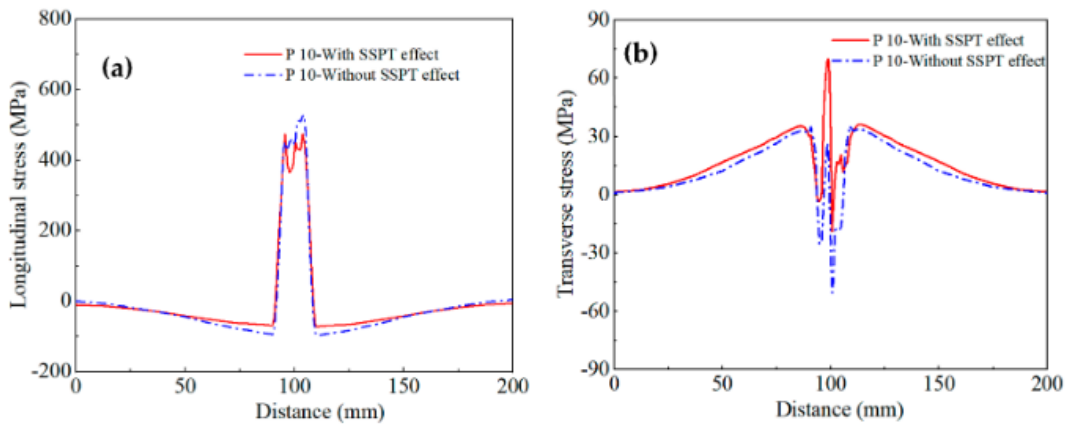 800
600
400
200
0
-200
Longitudinal stress (MPa)
(a)
P 10-With SSPT effect
P 10-Without SSPT effect
0
50
100
150
200
Distance (mm)
90
60
30
0
-30
-60
-90
Transverse stress (MPa)
(b)
P 10-With SSPT effect
P 10-Without SSPT effect
0
50
100
150
200
Distance (mm)